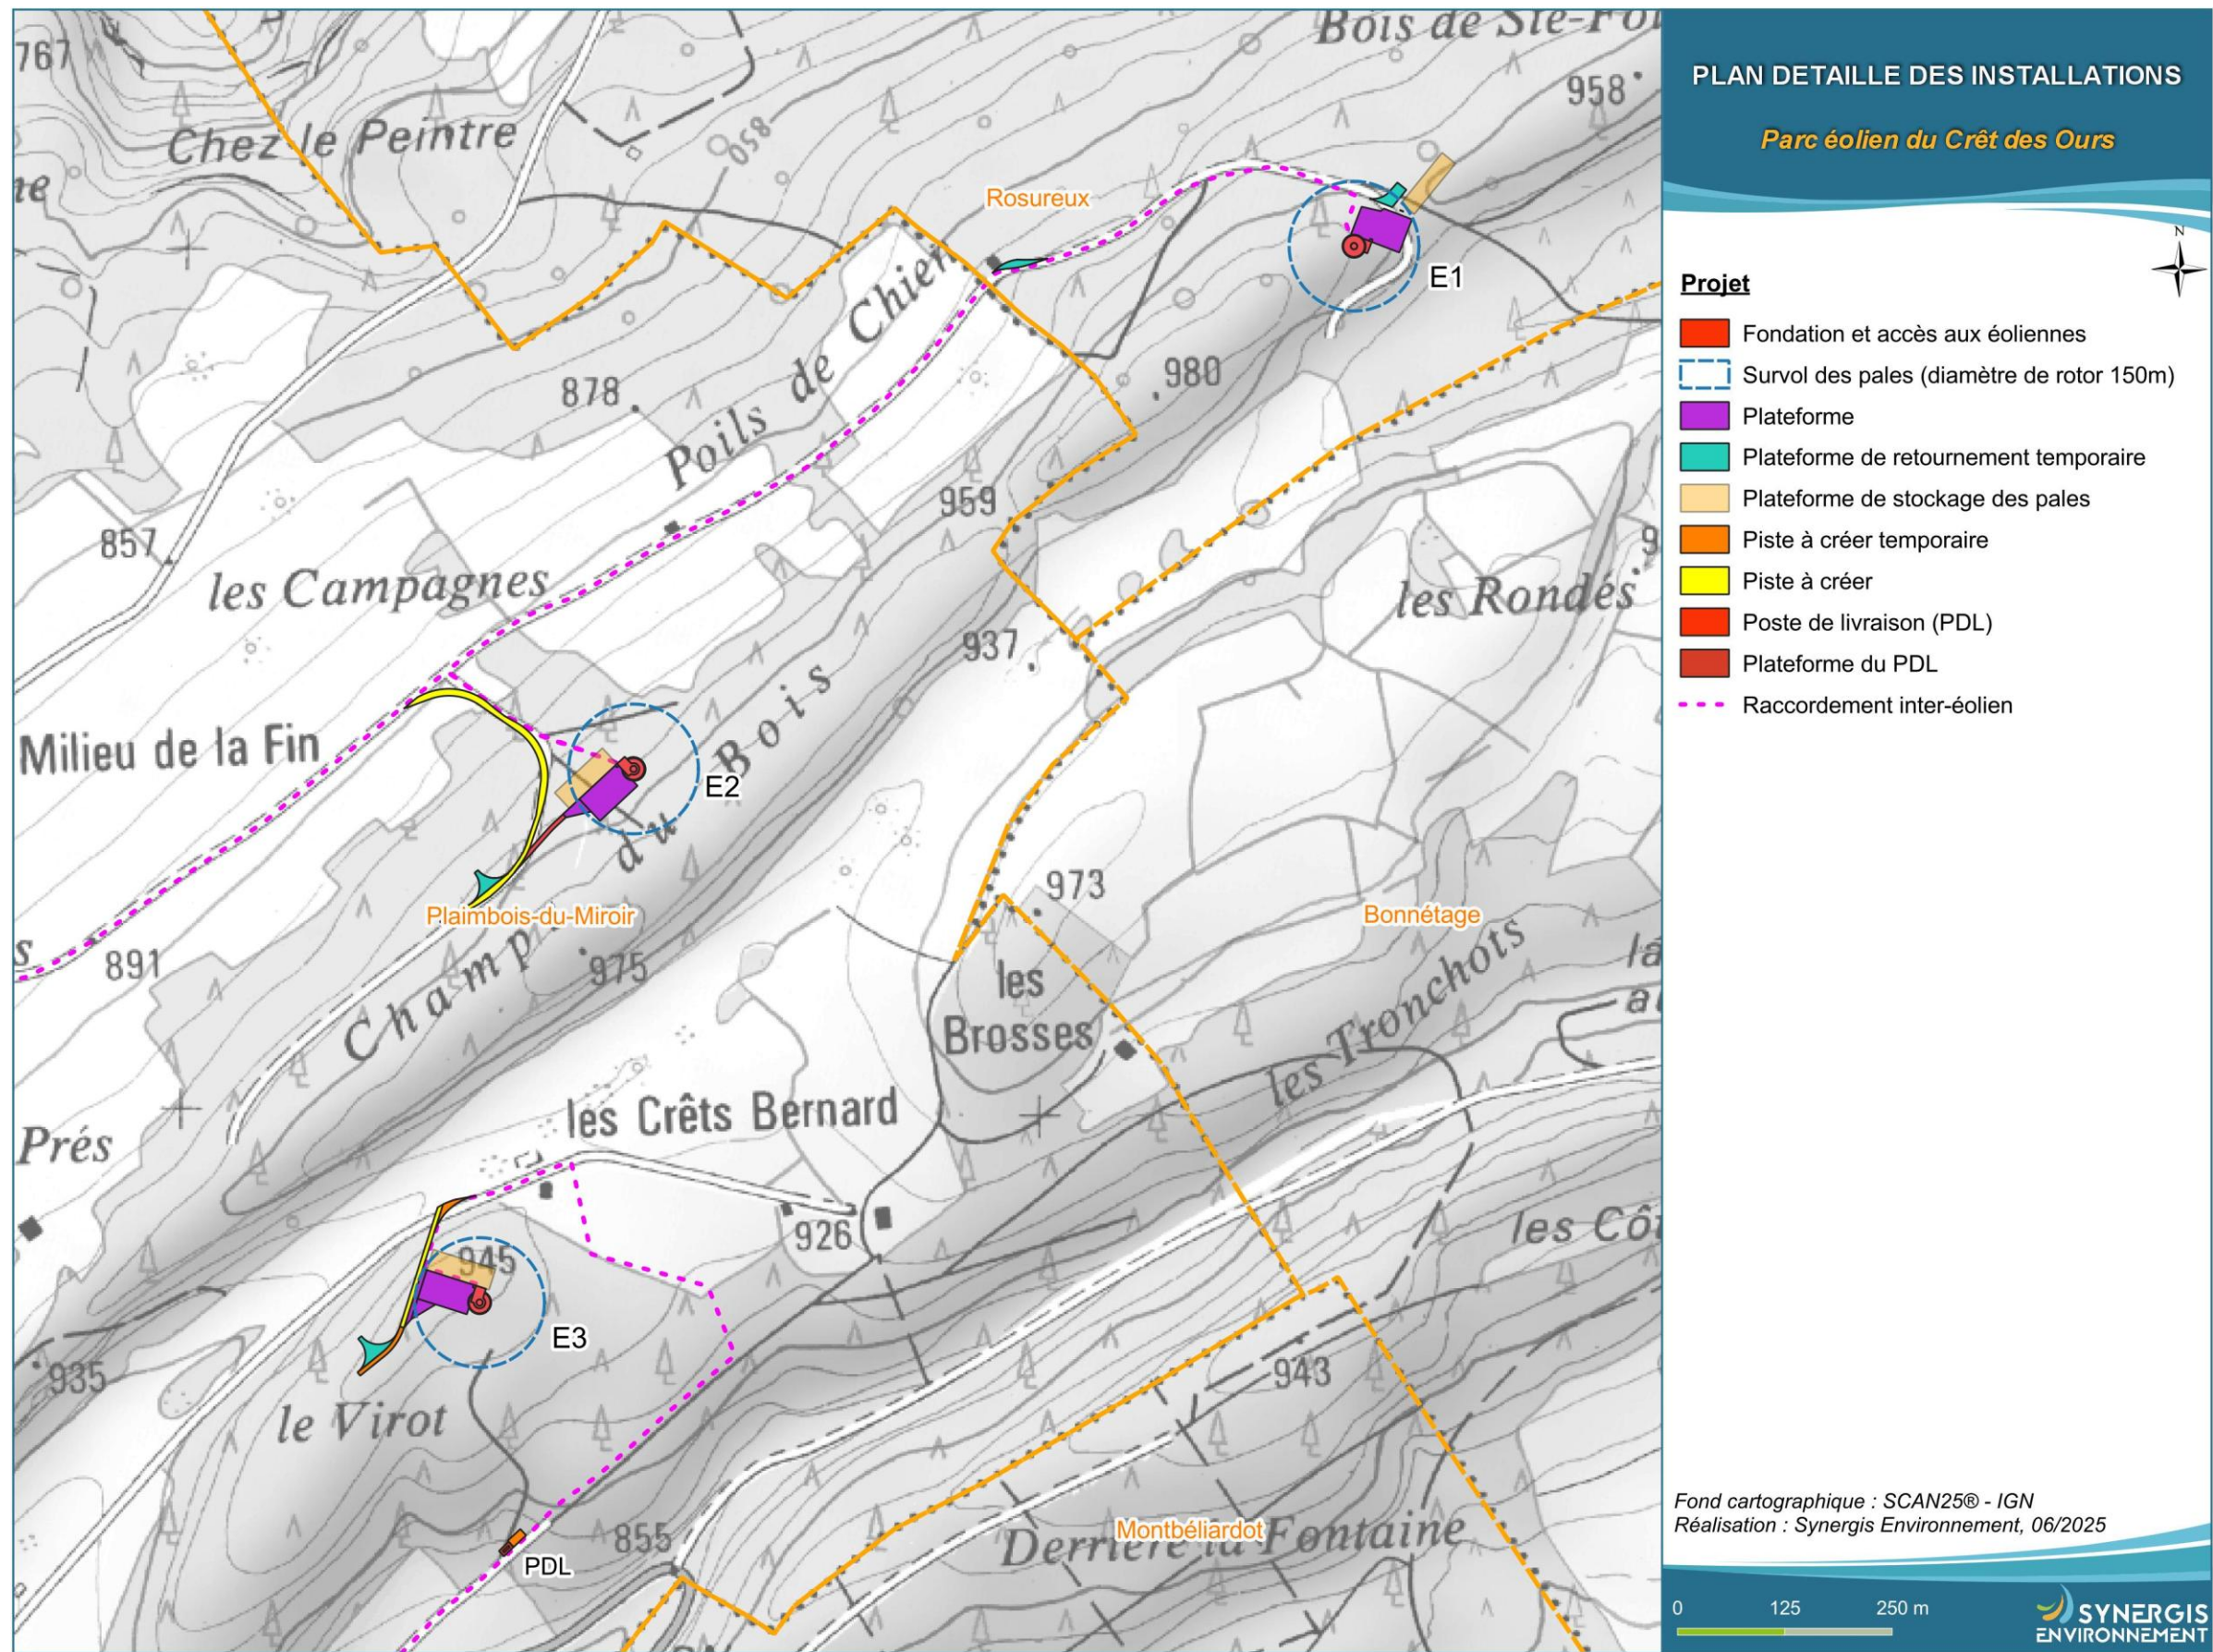 Bois de Ste-Foi
767
958
Chez le Peintre
850
Rosureux
E1
Poils de Chien
980
878
959
857
les Campagnes
les Rondés
937
Milieu de la Fin
E2
Champ du Bois
973
Plaimbois-du-Miroir
Bonnétage
891
975
les
Brosses
les Tronchots
les Crêts Bernard
Prés
926
945
E3
935
943
le Virot
855
Montbéliardot
Derrière la Fontaine
PDL
PLAN DETAILLE DES INSTALLATIONS
Parc éolien du Crêt des Ours
N
Projet
Fondation et accès aux éoliennes
Survol des pales (diamètre de rotor 150m)
Plateforme
Plateforme de retournement temporaire
Plateforme de stockage des pales
Piste à créer temporaire
Piste à créer
Poste de livraison (PDL)
Plateforme du PDL
Raccordement inter-éolien
Fond cartographique : SCAN25® - IGN
Réalisation : Synergis Environnement, 06/2025
0 125 250 m
SYNERGIS
ENVIRONNEMENT